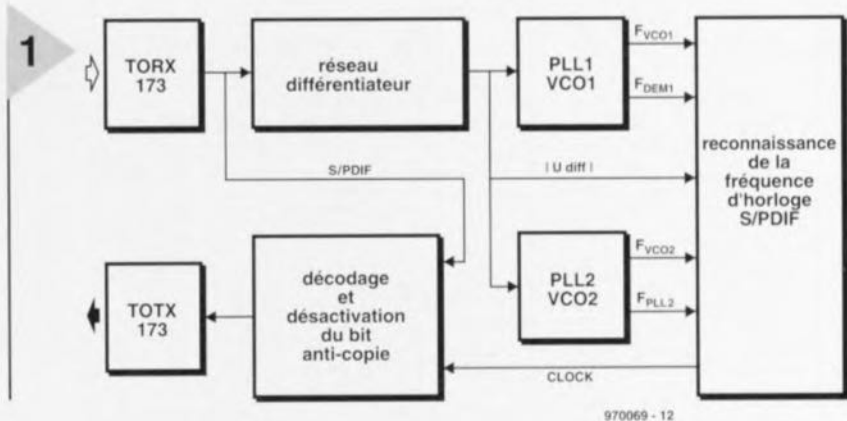 1
TORX
173
réseau
différentiateur
PLL1
VCO1
FVCO1
FDEM1
reconnaissance
de la
fréquence
d'horloge
S/PDIF
S/PDIF
| U diff |
TOTX
173
décodage
et
désactivation
du bit
anti-copie
PLL2
VCO2
FVCO2
FPLL2
CLOCK
970069 - 12